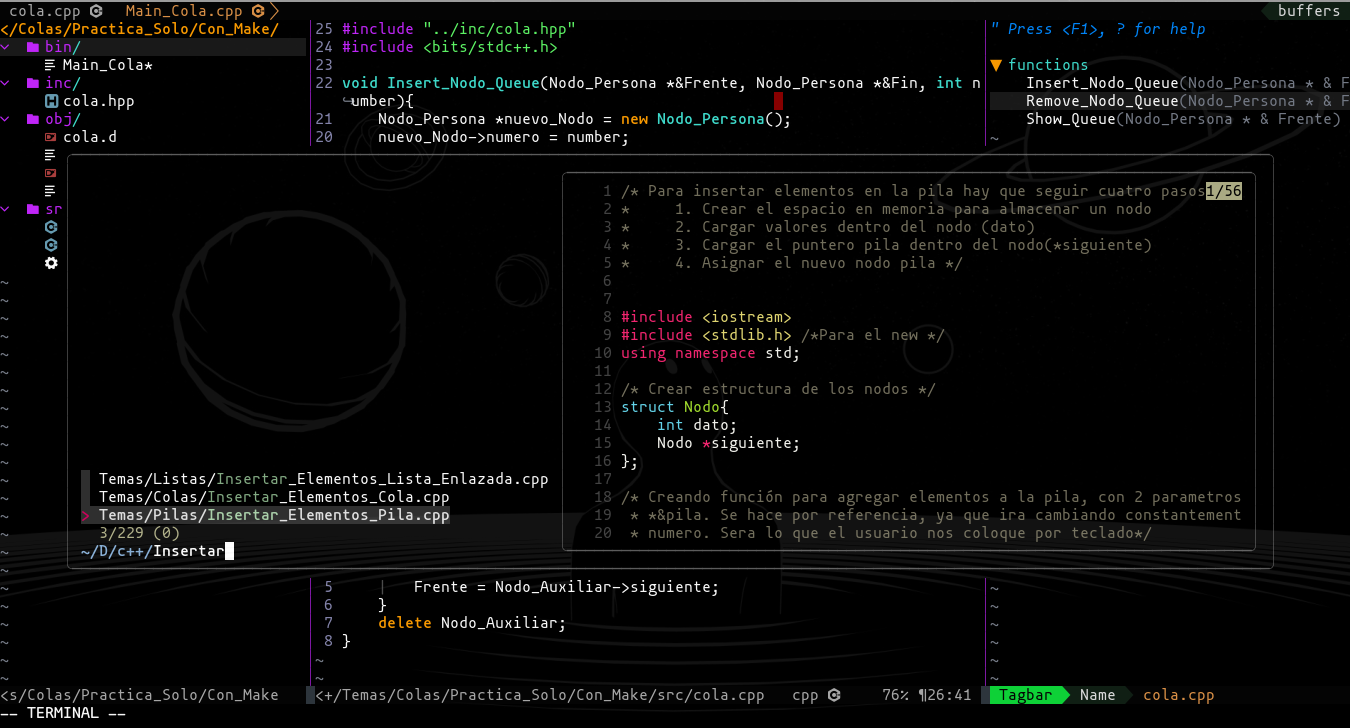 cola.cpp Main_Cola.cpp buffers
</Colas/Practica_Solo/Con_Make/
bin/
Main_Cola*
inc/
cola.hpp
obj/
cola.d
sr
25 #include "../inc/cola.hpp"
24 #include <bits/stdc++.h>
23
22 void Insert_Nodo_Queue(Nodo_Persona *&Frente, Nodo_Persona *&Fin, int n
umber){
21 Nodo_Persona *nuevo_Nodo = new Nodo_Persona();
20 nuevo_Nodo->numero = number;
" Press <F1>, ? for help
▼ functions
Insert_Nodo_Queue(Nodo_Persona * & F
Remove_Nodo_Queue(Nodo_Persona * & F
Show_Queue(Nodo_Persona * & Frente)
~
Temas/Listas/Insertar_Elementos_Lista_Enlazada.cpp
Temas/Colas/Insertar_Elementos_Cola.cpp
> Temas/Pilas/Insertar_Elementos_Pila.cpp
3/229 (0)
~/D/c++/Insertar
1 /* Para insertar elementos en la pila hay que seguir cuatro pasos 1/56
2 * 1. Crear el espacio en memoria para almacenar un nodo
3 * 2. Cargar valores dentro del nodo (dato)
4 * 3. Cargar el puntero pila dentro del nodo(*siguiente)
5 * 4. Asignar el nuevo nodo pila */
6
7
8 #include <iostream>
9 #include <stdlib.h> /*Para el new */
10 using namespace std;
11
12 /* Crear estructura de los nodos */
13 struct Nodo{
14 int dato;
15 Nodo *siguiente;
16 };
17
18 /* Creando función para agregar elementos a la pila, con 2 parametros
19 * *&pila. Se hace por referencia, ya que ira cambiando constantement
20 * numero. Sera lo que el usuario nos coloque por teclado*/
5 | Frente = Nodo_Auxiliar->siguiente;
6 }
7 delete Nodo_Auxiliar;
8 }
~
~
<s/Colas/Practica_Solo/Con_Make <+/Temas/Colas/Practica_Solo/Con_Make/src/cola.cpp cpp 76% ¶26:41 Tagbar Name cola.cpp
-- TERMINAL --